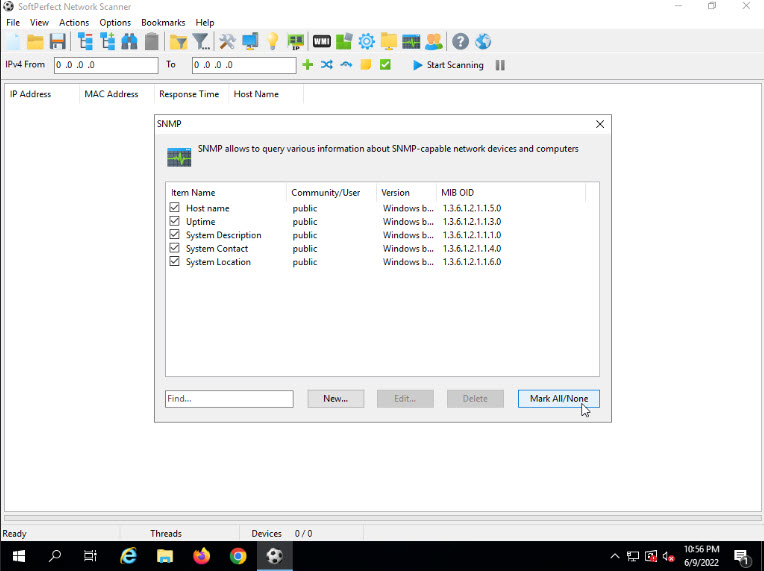 SoftPerfect Network Scanner
File View Actions Options Bookmarks Help
IP
WMI
IPv4 From 0 .0 .0 .0 To 0 .0 .0 .0 Start Scanning
IP Address MAC Address Response Time Host Name
SNMP
SNMP allows to query various information about SNMP-capable network devices and computers
Item Name Community/User Version MIB OID
Host name public Windows b... 1.3.6.1.2.1.1.5.0
Uptime public Windows b... 1.3.6.1.2.1.1.3.0
System Description public Windows b... 1.3.6.1.2.1.1.1.0
System Contact public Windows b... 1.3.6.1.2.1.1.4.0
System Location public Windows b... 1.3.6.1.2.1.1.6.0
Find... New... Edit... Delete Mark All/None
Ready Threads Devices 0 / 0
10:56 PM
6/9/2022
1